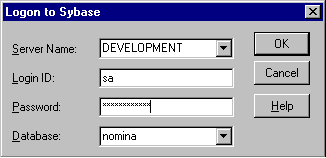 Logon to Sybase
Server Name: DEVELOPMENT OK
Login ID: sa Cancel
Password: ************ Help
Database: nomina